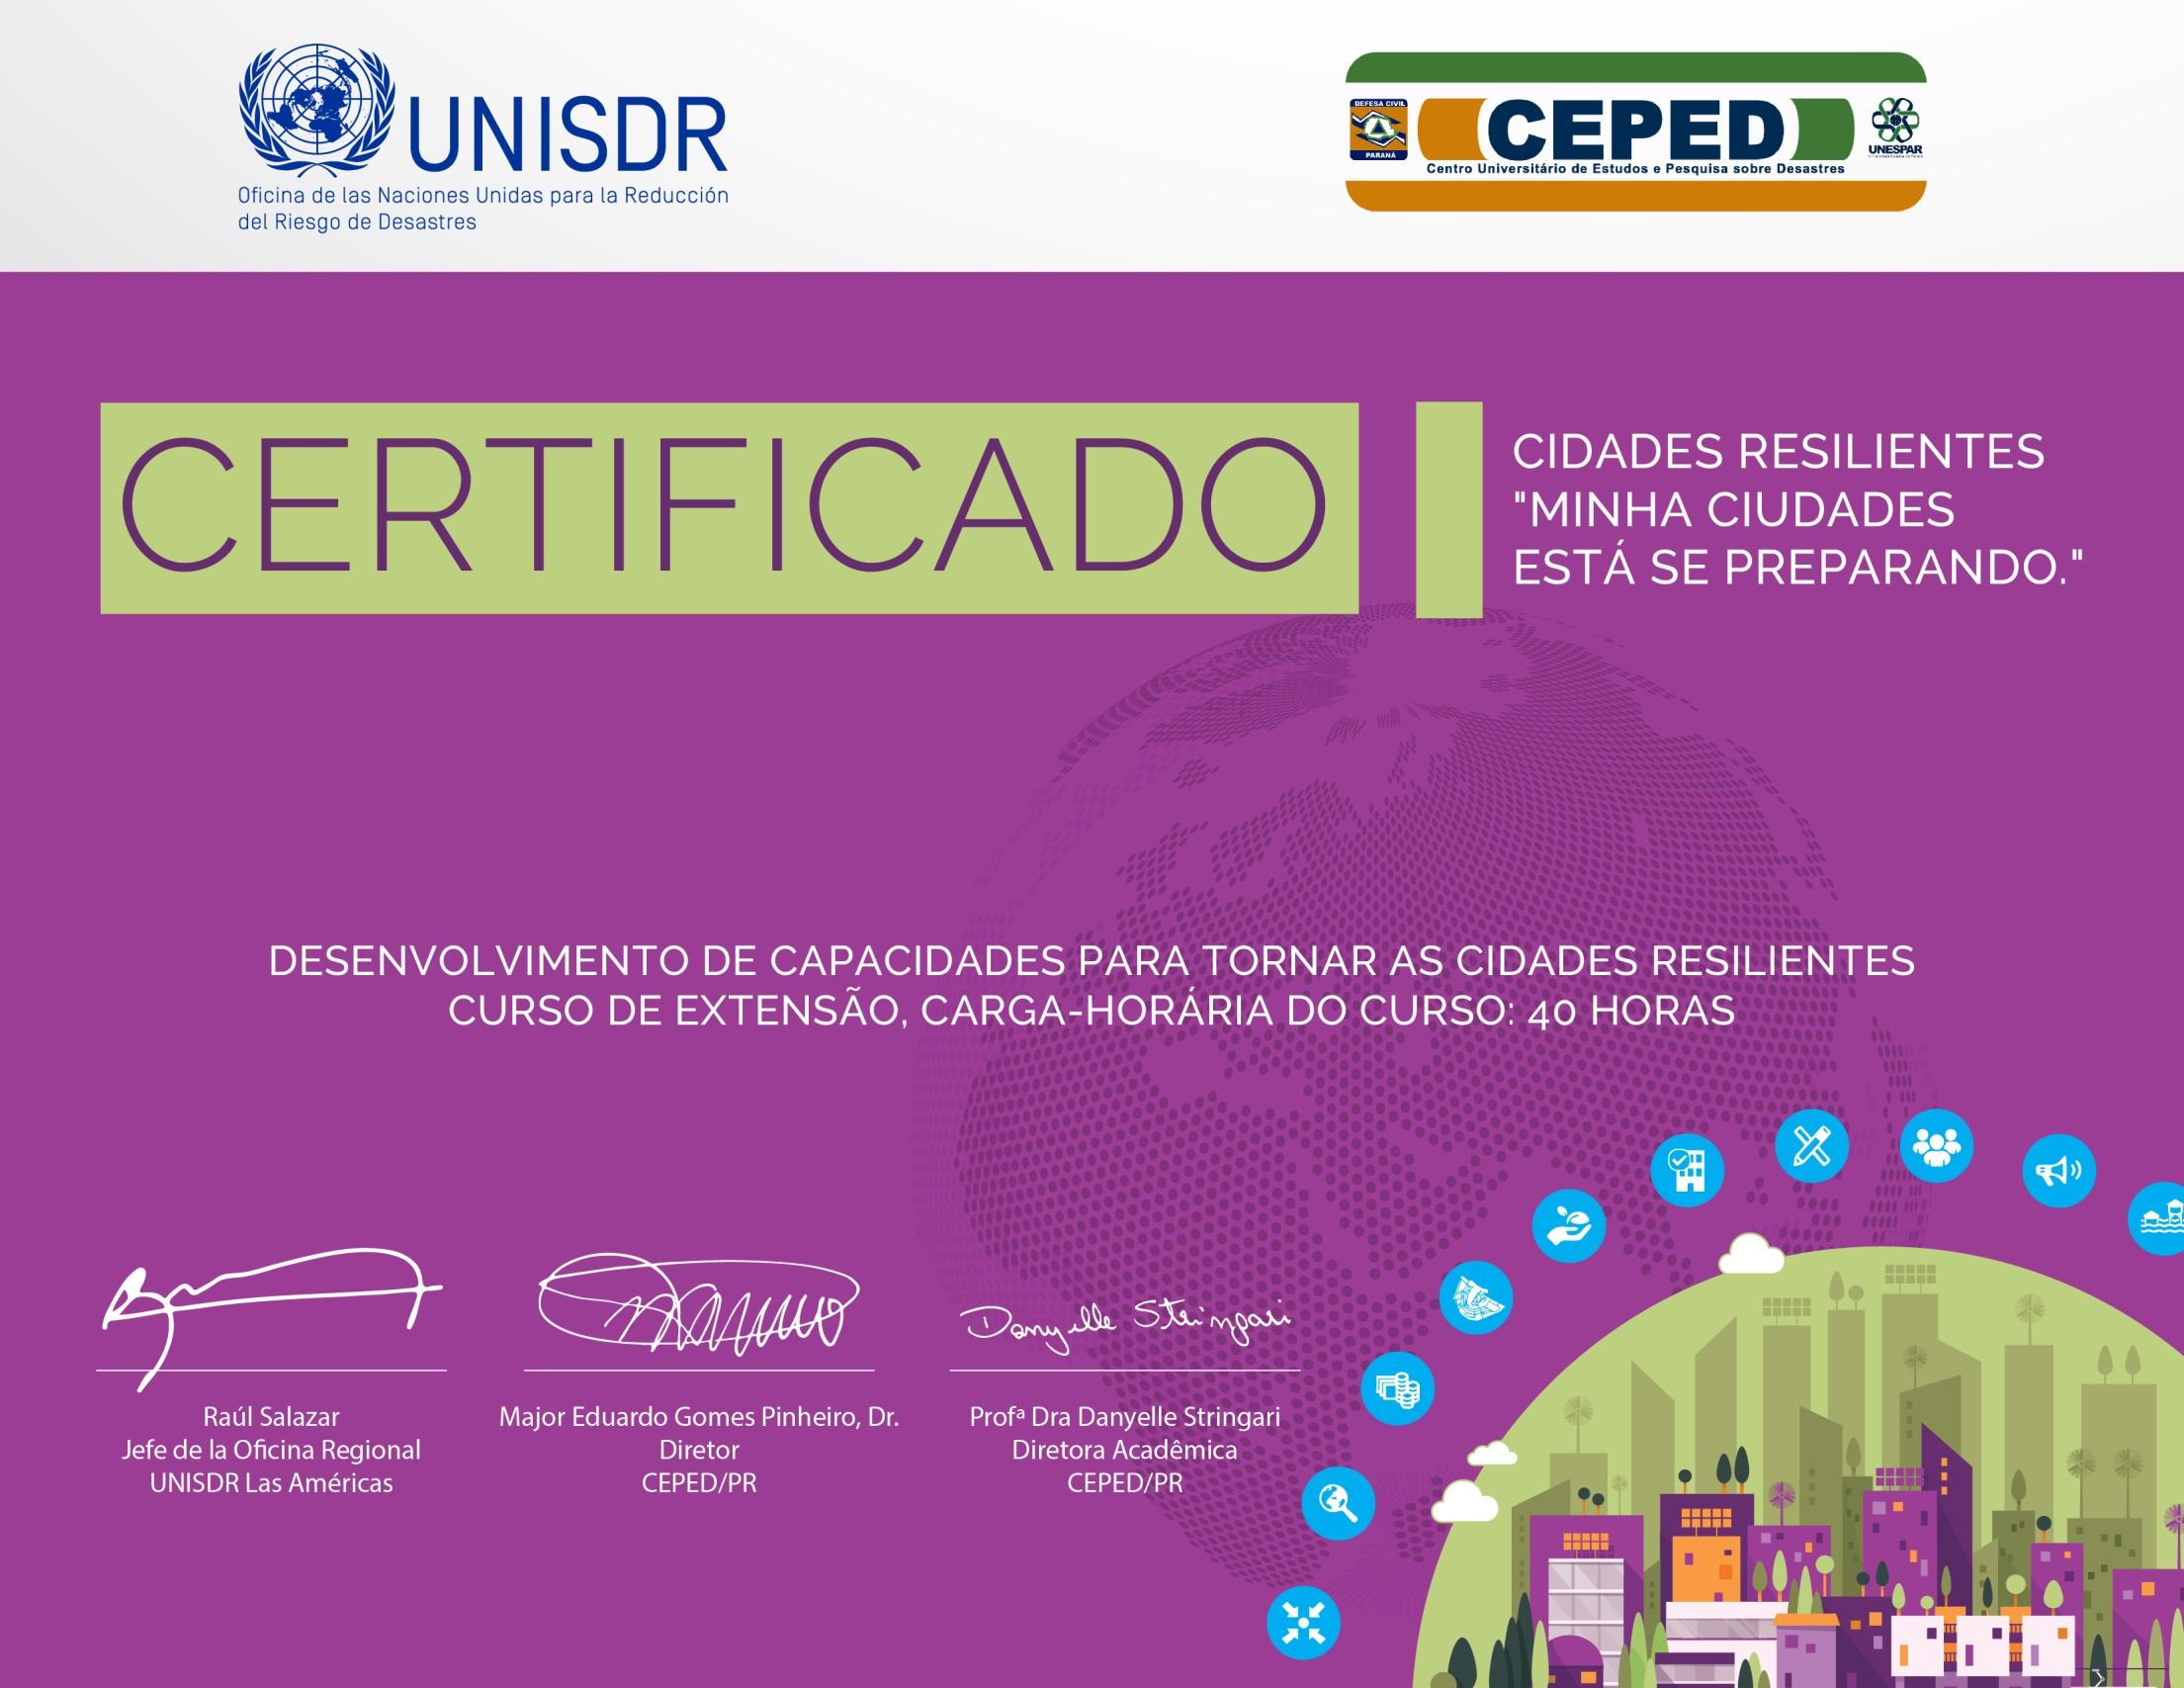 UNISDR
Oficina de las Naciones Unidas para la Reducción
del Riesgo de Desastres
DEFESA CIVIL
PARANÁ
CEPED
Centro Universitário de Estudos e Pesquisa sobre Desastres
UNESPAR
CERTIFICADO
CIDADES RESILIENTES
"MINHA CIUDADES
ESTÁ SE PREPARANDO."
DESENVOLVIMENTO DE CAPACIDADES PARA TORNAR AS CIDADES RESILIENTES
CURSO DE EXTENSÃO, CARGA-HORÁRIA DO CURSO: 40 HORAS
Danyelle Stringari
Raúl Salazar
Jefe de la Oficina Regional
UNISDR Las Américas
Major Eduardo Gomes Pinheiro, Dr.
Diretor
CEPED/PR
Profª Dra Danyelle Stringari
Diretora Acadêmica
CEPED/PR